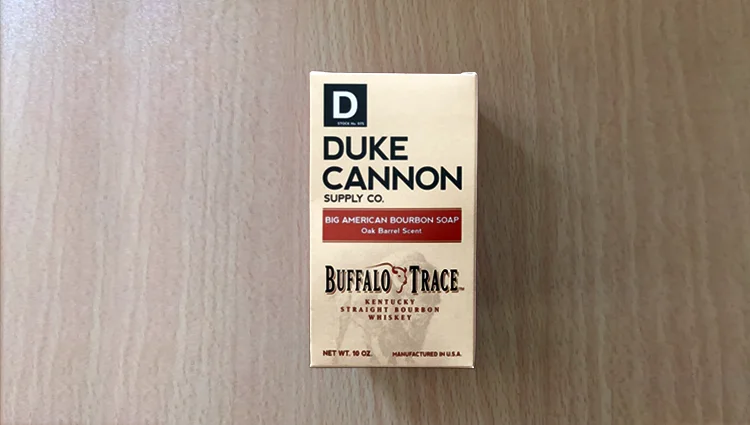 D
DUKE
CANNON
SUPPLY CO.
BIG AMERICAN BOURBON SOAP
Oak Barrel Scent
BUFFALO TRACE
KENTUCKY
STRAIGHT BOURBON
WHISKEY
NET WT. 10 OZ. MANUFACTURED IN U.S.A.